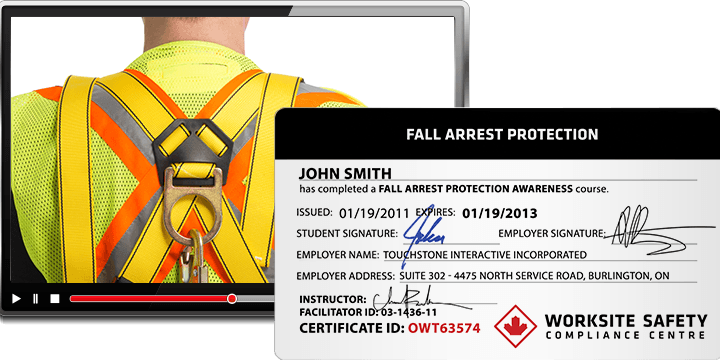 FALL ARREST PROTECTION
JOHN SMITH
has completed a FALL ARREST PROTECTION AWARENESS course.
ISSUED: 01/19/2011 EXPIRES: 01/19/2013
STUDENT SIGNATURE: John EMPLOYER SIGNATURE:
EMPLOYER NAME: TOUCHSTONE INTERACTIVE INCORPORATED
EMPLOYER ADDRESS: SUITE 302 - 4475 NORTH SERVICE ROAD, BURLINGTON, ON
INSTRUCTOR:
FACILITATOR ID: 03-1436-11
CERTIFICATE ID: OWT63574
WORKSITE SAFETY
COMPLIANCE CENTRE